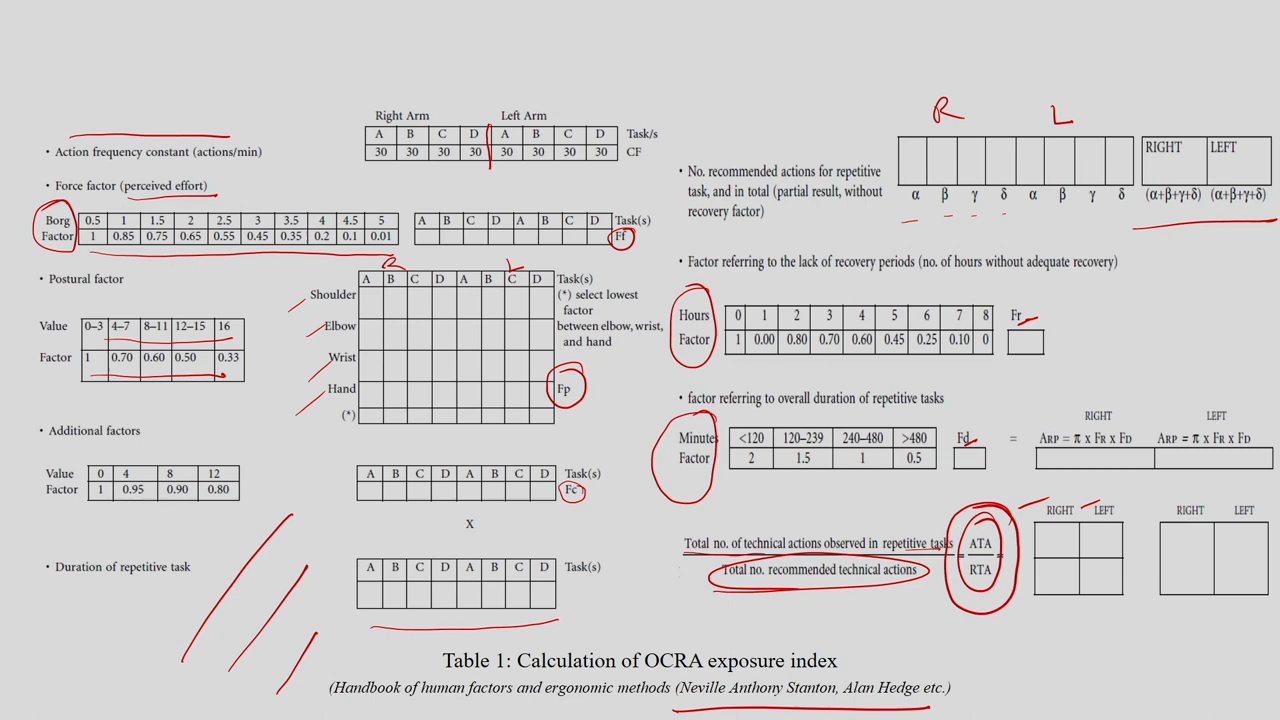 Right Arm Left Arm
A B C D A B C D Task/s
• Action frequency constant (actions/min) 30 30 30 30 30 30 30 30 CF
• Force factor (perceived effort)
Borg 0.5 1 1.5 2 2.5 3 3.5 4 4.5 5 A B C D A B C D Task(s)
Factor 1 0.85 0.75 0.65 0.55 0.45 0.35 0.2 0.1 0.01 Ff
R L
• Postural factor A B C D A B C D Task(s)
Shoulder (*) select lowest
factor
Value 0–3 4–7 8–11 12–15 16 Elbow between elbow, wrist,
and hand
Factor 1 0.70 0.60 0.50 0.33 Wrist
Hand Fp
(*)
• Additional factors
Value 0 4 8 12 A B C D A B C D Task(s)
Factor 1 0.95 0.90 0.80 Fc
X
• Duration of repetitive task A B C D A B C D Task(s)
R L
• No. recommended actions for repetitive RIGHT LEFT
task, and in total (partial result, without α β γ δ α β γ δ (α+β+γ+δ) (α+β+γ+δ)
recovery factor)
• Factor referring to the lack of recovery periods (no. of hours without adequate recovery)
Hours 0 1 2 3 4 5 6 7 8 Fr
Factor 1 0.00 0.80 0.70 0.60 0.45 0.25 0.10 0
• factor referring to overall duration of repetitive tasks
RIGHT LEFT
Minutes <120 120–239 240–480 >480 Fd = ARP = π x FR x FD ARP = π x FR x FD
Factor 2 1.5 1 0.5
RIGHT LEFT RIGHT LEFT
Total no. of technical actions observed in repetitive tasks = ATA =
Total no. recommended technical actions RTA
Table 1: Calculation of OCRA exposure index
(Handbook of human factors and ergonomic methods (Neville Anthony Stanton, Alan Hedge etc.)